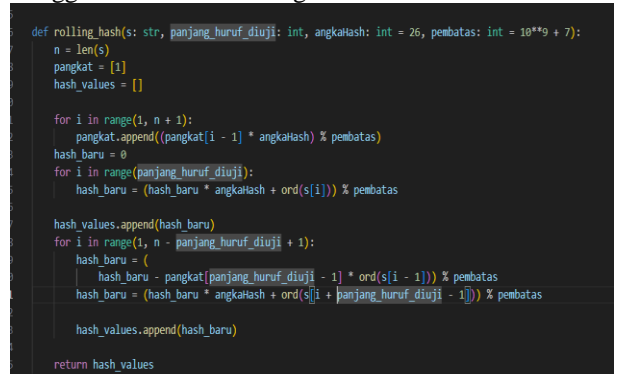 def rolling_hash(s: str, panjang_huruf_diuji: int, angkaHash: int = 26, pembatas: int = 10**9 + 7):
    n = len(s)
    pangkat = [1]
    hash_values = []
    for i in range(1, n + 1):
        pangkat.append((pangkat[i - 1] * angkaHash) % pembatas)
    hash_baru = 0
    for i in range(panjang_huruf_diuji):
        hash_baru = (hash_baru * angkaHash + ord(s[i])) % pembatas
    hash_values.append(hash_baru)
    for i in range(1, n - panjang_huruf_diuji + 1):
        hash_baru = (
            hash_baru - pangkat[panjang_huruf_diuji - 1] * ord(s[i - 1])) % pembatas
        hash_baru = (hash_baru * angkaHash + ord(s[i + panjang_huruf_diuji - 1])) % pembatas
        hash_values.append(hash_baru)
    return hash_values